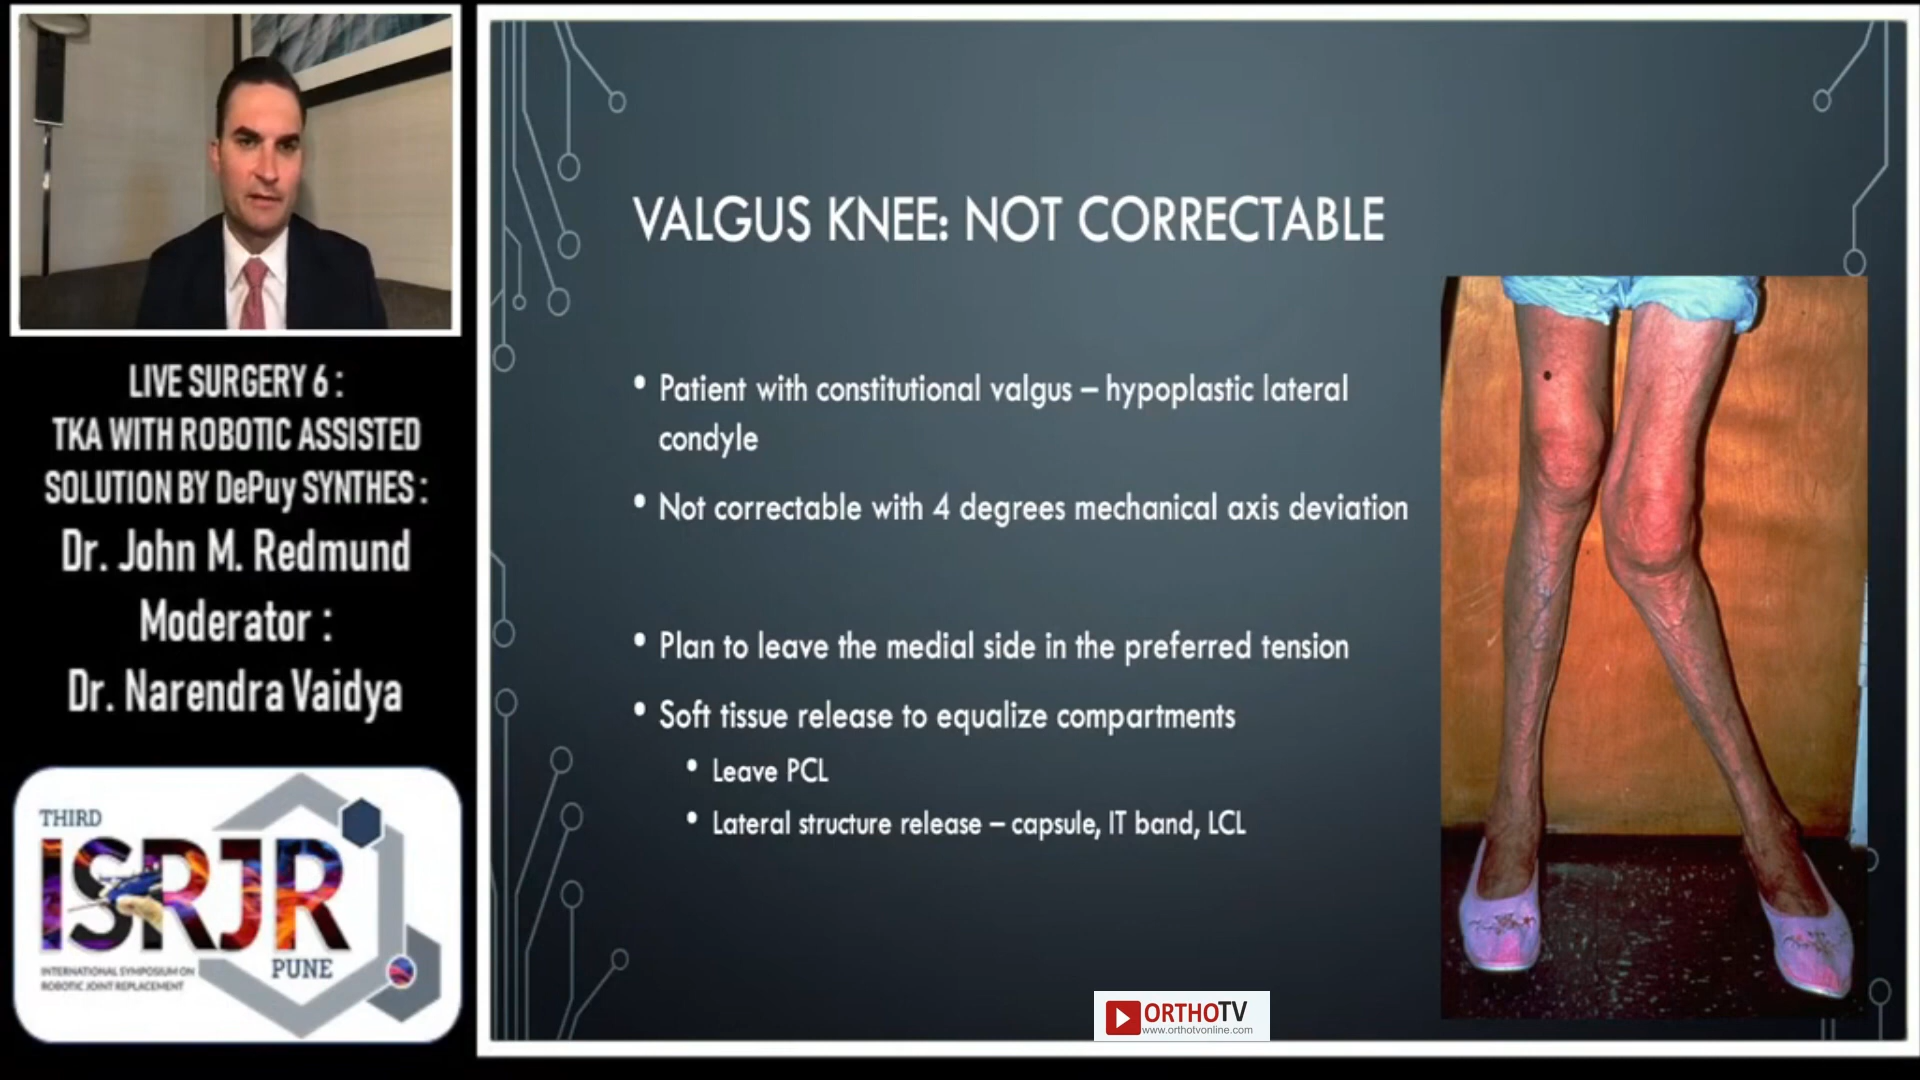 LIVE SURGERY 6 :
TKA WITH ROBOTIC ASSISTED
SOLUTION BY DePuy SYNTHES :
Dr. John M. Redmund
Moderator :
Dr. Narendra Vaidya
THIRD
ISRJR
PUNE
INTERNATIONAL SYMPOSIUM ON
ROBOTIC JOINT REPLACEMENT
VALGUS KNEE: NOT CORRECTABLE
• Patient with constitutional valgus – hypoplastic lateral
condyle
• Not correctable with 4 degrees mechanical axis deviation
• Plan to leave the medial side in the preferred tension
• Soft tissue release to equalize compartments
• Leave PCL
• Lateral structure release – capsule, IT band, LCL
ORTHOTV
www.orthotvonline.com